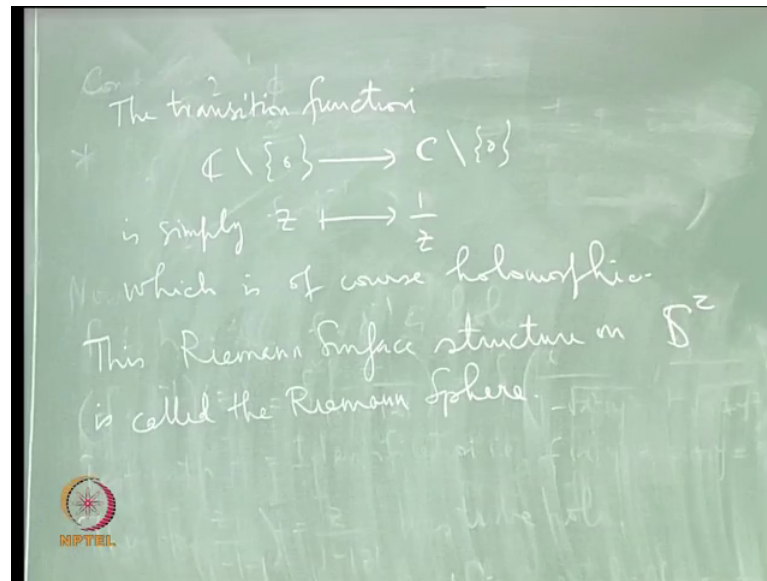 The transition function
* ℂ \ {0} ⟶ ℂ \ {0}
is simply z ⟼ 1/z
which is of course holomorphic.
This Riemann Surface structure on S²
is called the Riemann Sphere.
NPTEL